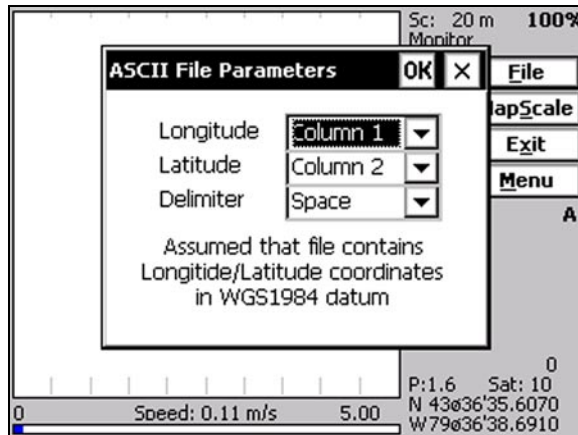 Sc: 20 m 100%
Monitor
ASCII File Parameters OK ×
File
apScale
Exit
Menu
A
Longitude Column 1
Latitude Column 2
Delimiter Space
Assumed that file contains
Longitide/Latitude coordinates
in WGS1984 datum
0
P:1.6 Sat: 10
N 43ø36'35.6070
W79ø36'38.6910
0 Speed: 0.11 m/s 5.00